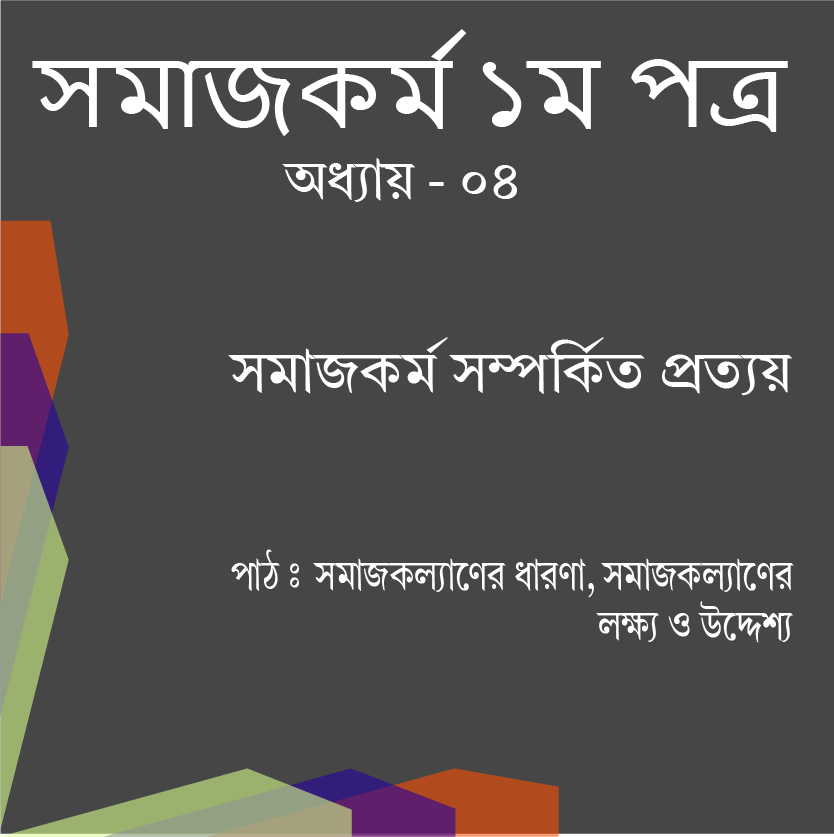 সমাজকর্ম ১ম পত্র
অধ্যায় - ০৪
সমাজকর্ম সম্পর্কিত প্রত্যয়
পাঠ ঃ সমাজকল্যাণের ধারণা, সমাজকল্যাণের
লক্ষ্য ও উদ্দেশ্য